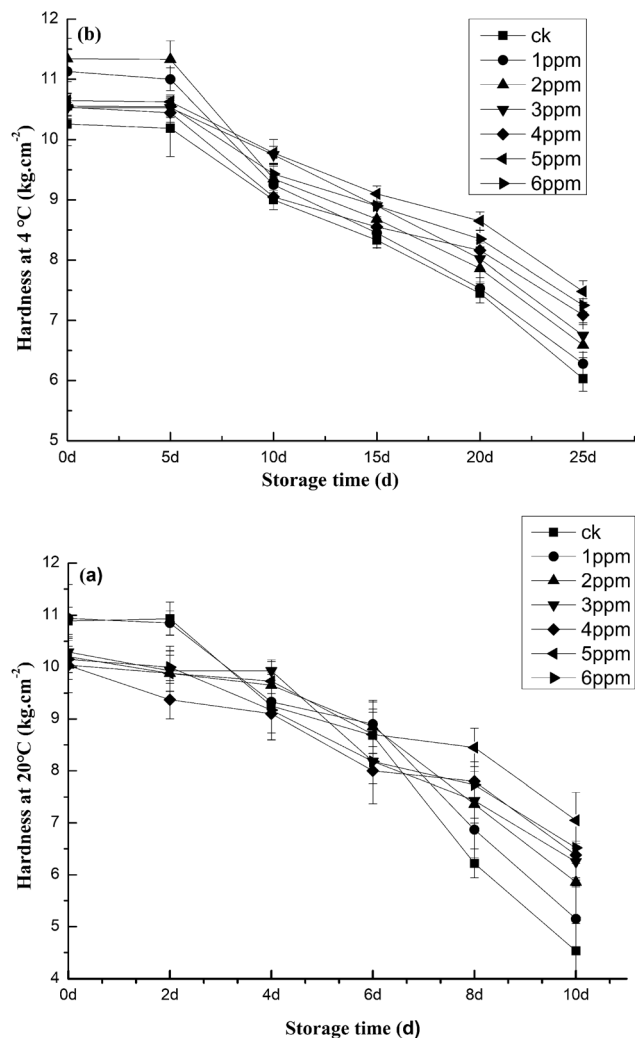 (b)
ck
1ppm
2ppm
3ppm
4ppm
5ppm
6ppm
12
11
10
9
8
7
6
5
Hardness at 4 ℃ (kg.cm⁻²)
0d 5d 10d 15d 20d 25d
Storage time (d)
(a)
ck
1ppm
2ppm
3ppm
4ppm
5ppm
6ppm
12
11
10
9
8
7
6
5
4
Hardness at 20℃ (kg.cm⁻²)
0d 2d 4d 6d 8d 10d
Storage time (d)